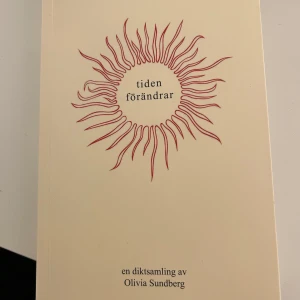 tiden
förändrar
en diktsamling av
Olivia Sundberg